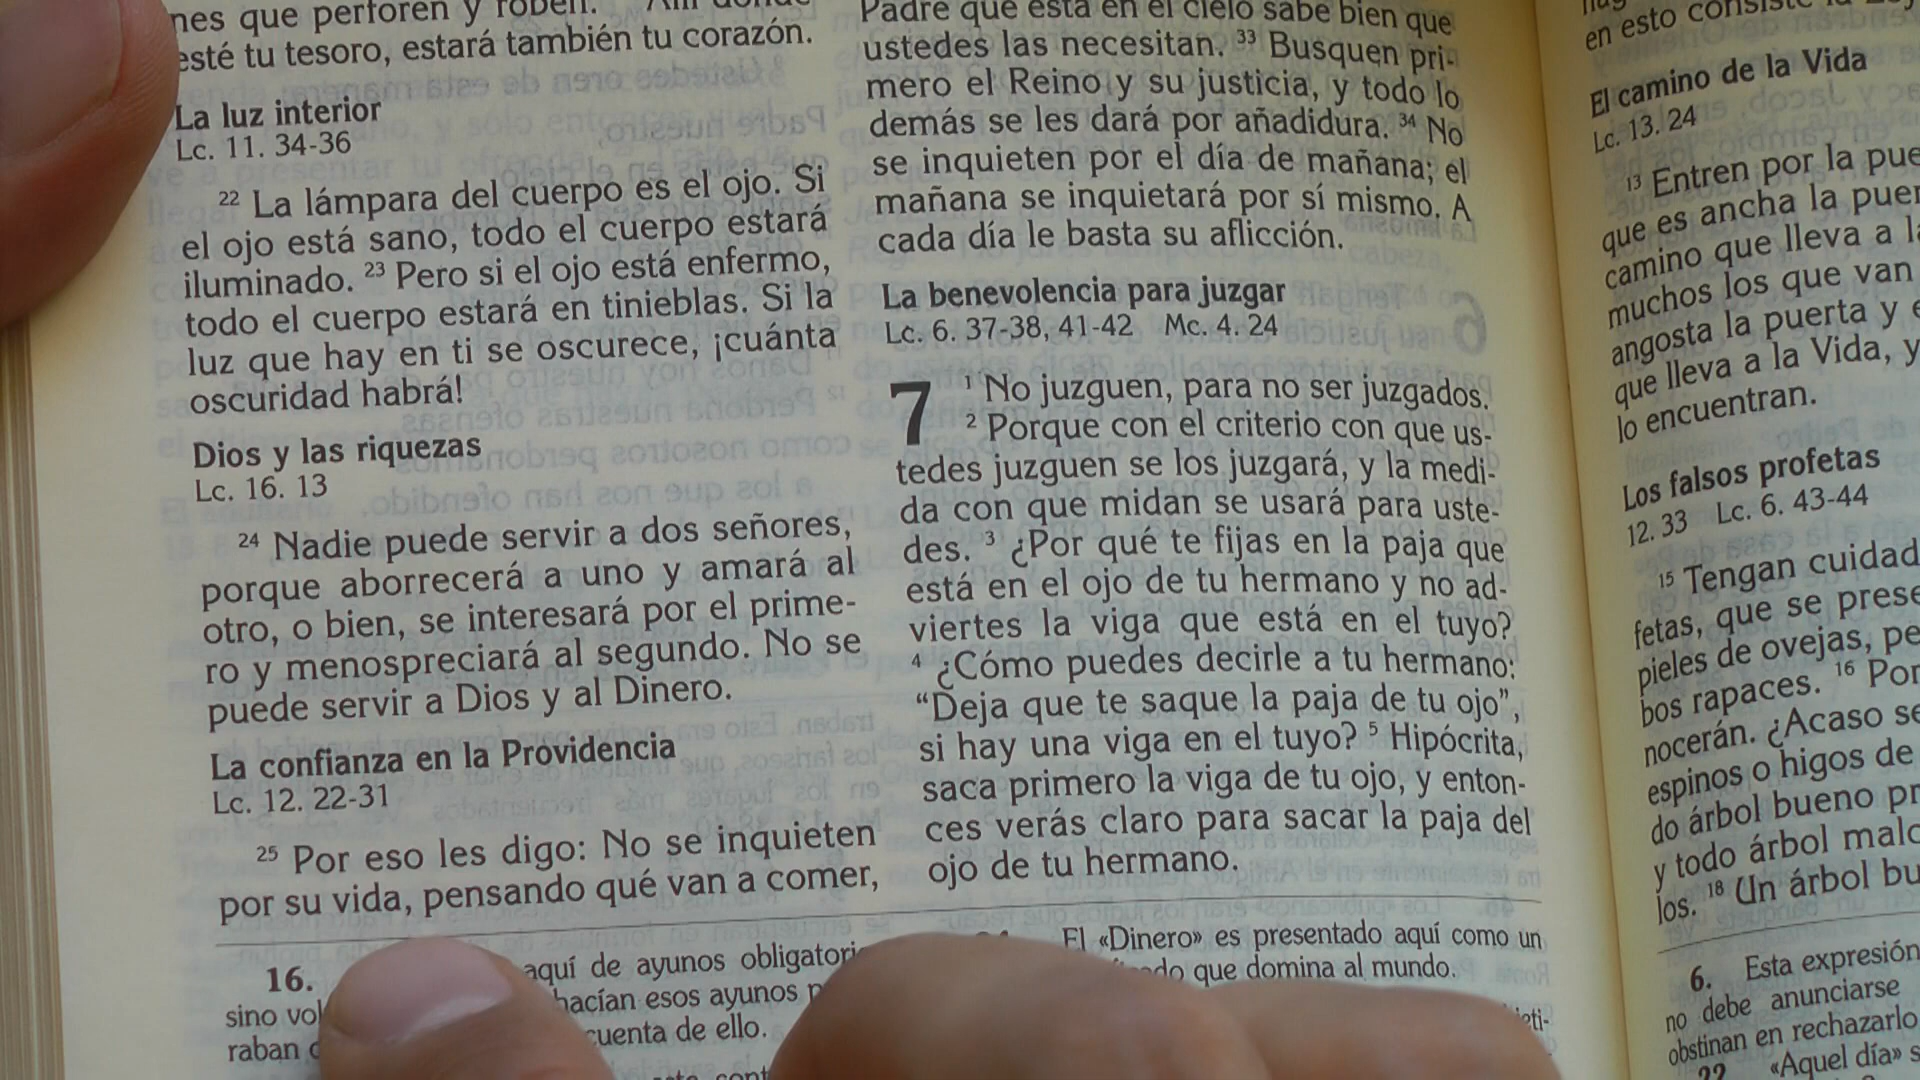 nes que perforen y roben.
esté tu tesoro, estará también tu corazón.
La luz interior
Lc. 11. 34-36
22 La lámpara del cuerpo es el ojo. Si
el ojo está sano, todo el cuerpo estará
iluminado. 23 Pero si el ojo está enfermo,
todo el cuerpo estará en tinieblas. Si la
luz que hay en ti se oscurece, ¡cuánta
oscuridad habrá!
Dios y las riquezas
Lc. 16. 13
24 Nadie puede servir a dos señores,
porque aborrecerá a uno y amará al
otro, o bien, se interesará por el prime-
ro y menospreciará al segundo. No se
puede servir a Dios y al Dinero.
La confianza en la Providencia
Lc. 12. 22-31
25 Por eso les digo: No se inquieten
por su vida, pensando qué van a comer,
16.
aquí de ayunos
sino
hacían esos ayunos
raban
cuenta de ello.
Padre que está en el cielo sabe bien que
ustedes las necesitan. 33 Busquen pri-
mero el Reino y su justicia, y todo lo
demás se les dará por añadidura. 34 No
se inquieten por el día de mañana; el
mañana se inquietará por sí mismo. A
cada día le basta su aflicción.
La benevolencia para juzgar
Lc. 6. 37-38, 41-42 Mc. 4. 24
7 1 No juzguen, para no ser juzgados.
2 Porque con el criterio con que us-
tedes juzguen se los juzgará, y la medi-
da con que midan se usará para uste-
des. 3 ¿Por qué te fijas en la paja que
está en el ojo de tu hermano y no ad-
viertes la viga que está en el tuyo?
4 ¿Cómo puedes decirle a tu hermano:
“Deja que te saque la paja de tu ojo”,
si hay una viga en el tuyo? 5 Hipócrita,
saca primero la viga de tu ojo, y enton-
ces verás claro para sacar la paja del
ojo de tu hermano.
El «Dinero» es presentado aquí como un
que domina al mundo.
en esto consiste
El camino de la Vida
Lc. 13. 24
13 Entren por la
que es ancha la
camino que lleva a
muchos los que van
angosta la puerta y
que lleva a la Vida, y
lo encuentran.
Los falsos profetas
12. 33 Lc. 6. 43-44
15 Tengan
fetas, que se
pieles de ovejas,
bos rapaces. 16
nocerán. ¿Acaso
espinos o higos de
do árbol bueno
y todo árbol
los. 18 Un árbol
6. Esta expresión
no debe anunciarse
obstinan en rechazarlo
22 «Aquel día»